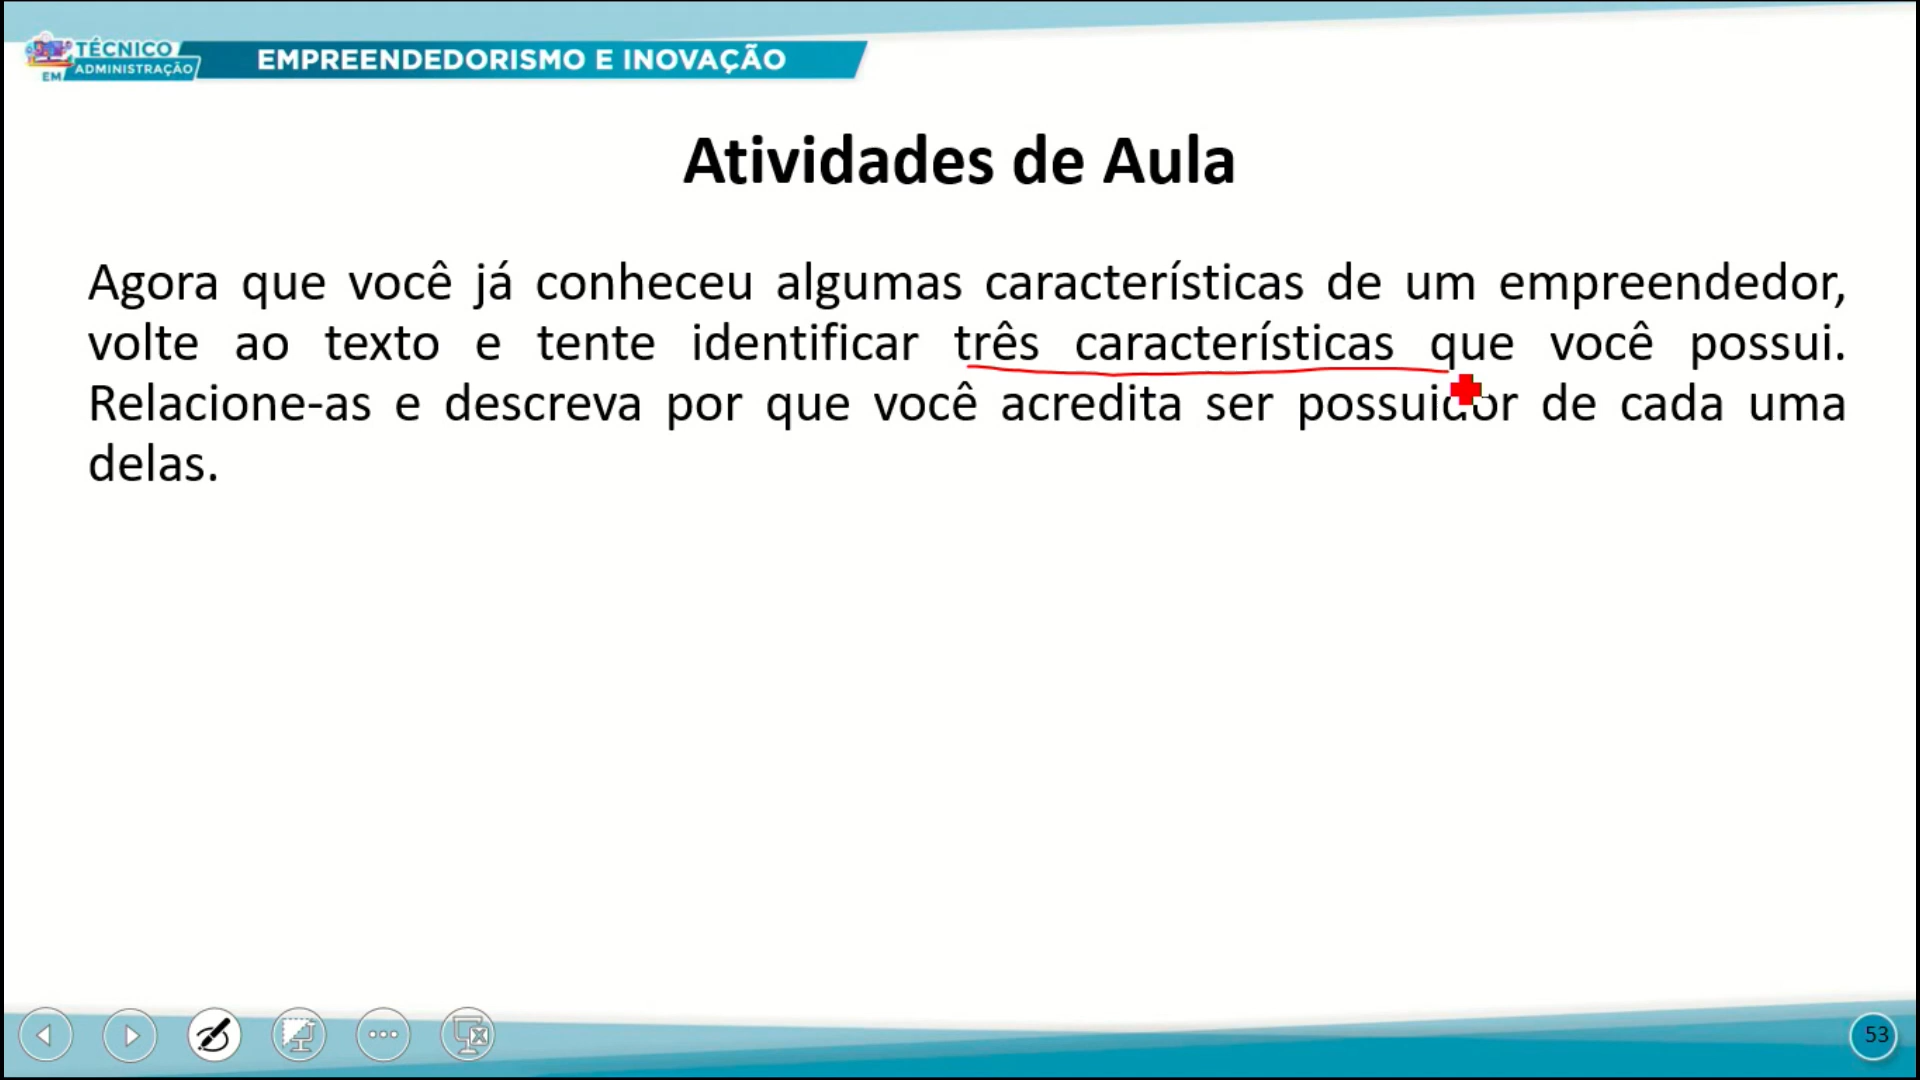 TÉCNICO
EM ADMINISTRAÇÃO
EMPREENDEDORISMO E INOVAÇÃO
Atividades de Aula
Agora que você já conheceu algumas características de um empreendedor,
volte ao texto e tente identificar três características que você possui.
Relacione-as e descreva por que você acredita ser possuidor de cada uma
delas.
53